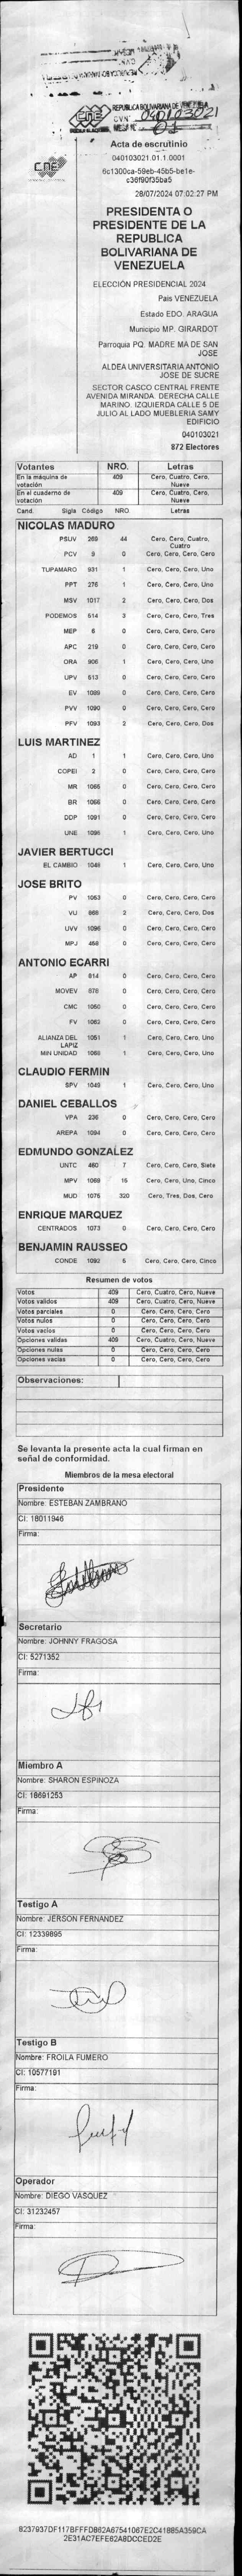 REPUBLICA BOLIVARIANA DE VENEZUELA
040103021
01
CNE
Acta de escrutinio
040103021.01.1.0001
6c1300ca-59eb-45b5-be1e-
c36f90f35ba5
28/07/2024 07:02:27 PM
PRESIDENTA O
PRESIDENTE DE LA
REPUBLICA
BOLIVARIANA DE
VENEZUELA
ELECCIÓN PRESIDENCIAL 2024
Pais VENEZUELA
Estado EDO. ARAGUA
Municipio MP. GIRARDOT
Parroquia PQ. MADRE MA DE SAN
JOSE
ALDEA UNIVERSITARIA ANTONIO
JOSE DE SUCRE
SECTOR CASCO CENTRAL FRENTE
AVENIDA MIRANDA. DERECHA CALLE
MARINO. IZQUIERDA CALLE 5 DE
JULIO AL LADO MUEBLERIA SAMY
EDIFICIO
040103021
872 Electores
Votantes NRO. Letras
En la máquina de votación 409 Cero, Cuatro, Cero, Nueve
En el cuaderno de votación 409 Cero, Cuatro, Cero, Nueve
Cand. Sigla Código NRO. Letras
NICOLAS MADURO
PSUV 269 44 Cero, Cero, Cuatro, Cuatro
PCV 9 0 Cero, Cero, Cero, Cero
TUPAMARO 931 1 Cero, Cero, Cero, Uno
PPT 276 1 Cero, Cero, Cero, Uno
MSV 1017 2 Cero, Cero, Cero, Dos
PODEMOS 514 3 Cero, Cero, Cero, Tres
MEP 6 0 Cero, Cero, Cero, Cero
APC 219 0 Cero, Cero, Cero, Cero
ORA 906 1 Cero, Cero, Cero, Uno
UPV 513 0 Cero, Cero, Cero, Cero
EV 1089 0 Cero, Cero, Cero, Cero
PVV 1090 0 Cero, Cero, Cero, Cero
PFV 1093 2 Cero, Cero, Cero, Dos
LUIS MARTINEZ
AD 1 1 Cero, Cero, Cero, Uno
COPEI 2 0 Cero, Cero, Cero, Cero
MR 1065 0 Cero, Cero, Cero, Cero
BR 1066 0 Cero, Cero, Cero, Cero
DDP 1091 0 Cero, Cero, Cero, Cero
UNE 1095 1 Cero, Cero, Cero, Uno
JAVIER BERTUCCI
EL CAMBIO 1048 1 Cero, Cero, Cero, Uno
JOSE BRITO
PV 1053 0 Cero, Cero, Cero, Cero
VU 868 2 Cero, Cero, Cero, Dos
UVV 1096 0 Cero, Cero, Cero, Cero
MPJ 458 0 Cero, Cero, Cero, Cero
ANTONIO ECARRI
AP 814 0 Cero, Cero, Cero, Cero
MOVEV 876 0 Cero, Cero, Cero, Cero
CMC 1050 0 Cero, Cero, Cero, Cero
FV 1052 0 Cero, Cero, Cero, Cero
ALIANZA DEL LAPIZ 1051 1 Cero, Cero, Cero, Uno
MIN UNIDAD 1068 1 Cero, Cero, Cero, Uno
CLAUDIO FERMIN
SPV 1049 1 Cero, Cero, Cero, Uno
DANIEL CEBALLOS
VPA 236 0 Cero, Cero, Cero, Cero
AREPA 1094 0 Cero, Cero, Cero, Cero
EDMUNDO GONZALEZ
UNTC 460 7 Cero, Cero, Cero, Siete
MPV 1069 15 Cero, Cero, Uno, Cinco
MUD 1075 320 Cero, Tres, Dos, Cero
ENRIQUE MARQUEZ
CENTRADOS 1073 0 Cero, Cero, Cero, Cero
BENJAMIN RAUSSEO
CONDE 1092 5 Cero, Cero, Cero, Cinco
Resumen de votos
Votos 409 Cero, Cuatro, Cero, Nueve
Votos validos 409 Cero, Cuatro, Cero, Nueve
Votos parciales 0 Cero, Cero, Cero, Cero
Votos nulos 0 Cero, Cero, Cero, Cero
Votos vacios 0 Cero, Cero, Cero, Cero
Opciones validas 409 Cero, Cuatro, Cero, Nueve
Opciones nulas 0 Cero, Cero, Cero, Cero
Opciones vacias 0 Cero, Cero, Cero, Cero
Observaciones:
Se levanta la presente acta la cual firman en
señal de conformidad.
Miembros de la mesa electoral
Presidente
Nombre: ESTEBAN ZAMBRANO
CI: 18011946
Firma:
Secretario
Nombre: JOHNNY FRAGOSA
CI: 5271352
Firma:
Miembro A
Nombre: SHARON ESPINOZA
CI: 18691253
Firma:
Testigo A
Nombre: JERSON FERNANDEZ
CI: 12339895
Firma:
Testigo B
Nombre: FROILA FUMERO
CI: 10577191
Firma:
Operador
Nombre: DIEGO VASQUEZ
CI: 31232457
Firma:
8237937DF117BFFFD862A67541067E2C41885A359CA
2E31AC7EFE62A8DCCED2E